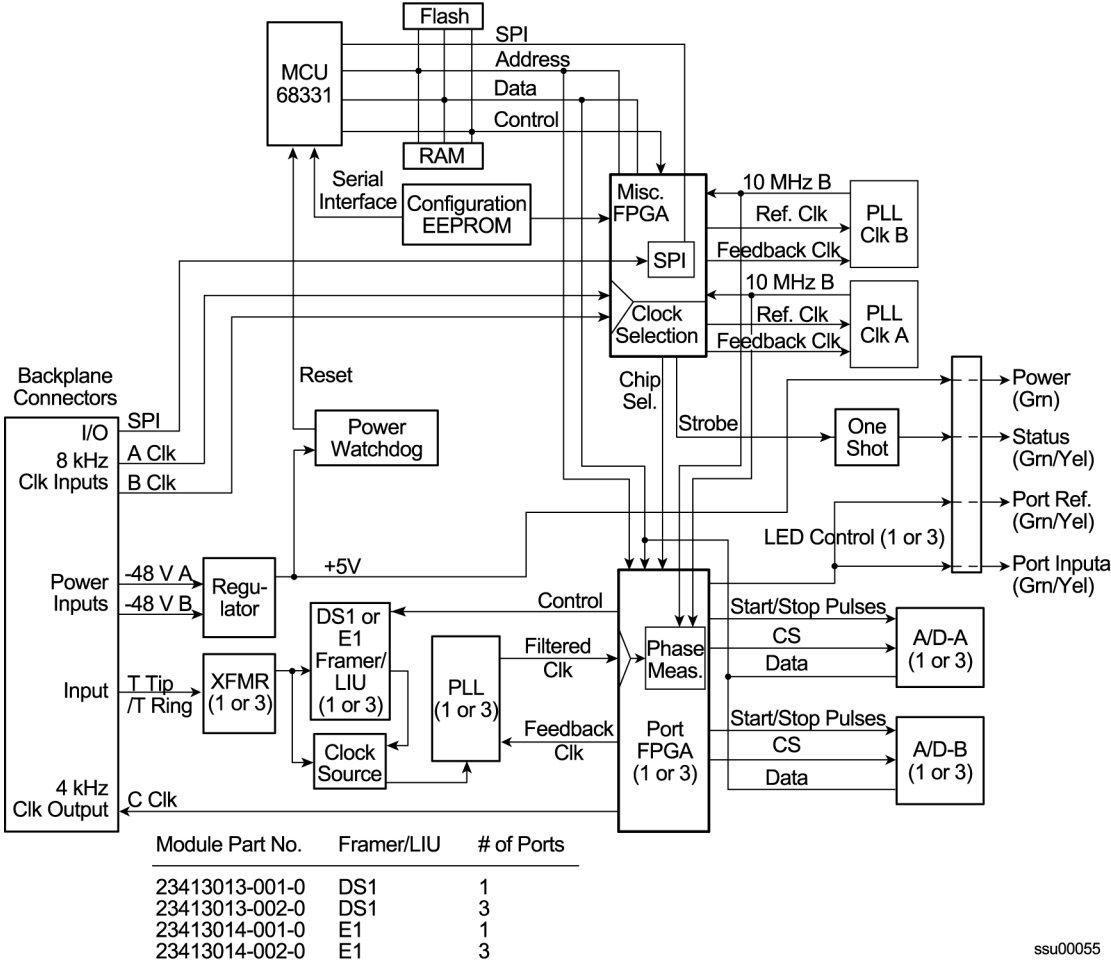 Flash
SPI
Address
MCU
68331
Data
Control
RAM
Serial
Interface
Configuration
EEPROM
Misc.
FPGA
SPI
Clock
Selection
10 MHz B
Ref. Clk
Feedback Clk
PLL
Clk B
10 MHz B
Ref. Clk
Feedback Clk
PLL
Clk A
Backplane
Connectors
Reset
Chip
Sel.
Strobe
Power
Watchdog
One
Shot
Power
(Grn)
Status
(Grn/Yel)
Port Ref.
(Grn/Yel)
Port Inputa
(Grn/Yel)
LED Control (1 or 3)
I/O
SPI
8 kHz
Clk Inputs
A Clk
B Clk
Power
Inputs
-48 V A
-48 V B
Regu-
lator
+5V
Input
T Tip
/T Ring
XFMR
(1 or 3)
DS1 or
E1
Framer/
LIU
(1 or 3)
Clock
Source
PLL
(1 or 3)
Control
Filtered
Clk
Feedback
Clk
Phase
Meas.
Port
FPGA
(1 or 3)
Start/Stop Pulses
CS
Data
A/D-A
(1 or 3)
Start/Stop Pulses
CS
Data
A/D-B
(1 or 3)
4 kHz
Clk Output
C Clk
Module Part No. Framer/LIU # of Ports
23413013-001-0 DS1 1
23413013-002-0 DS1 3
23413014-001-0 E1 1
23413014-002-0 E1 3
ssu00055